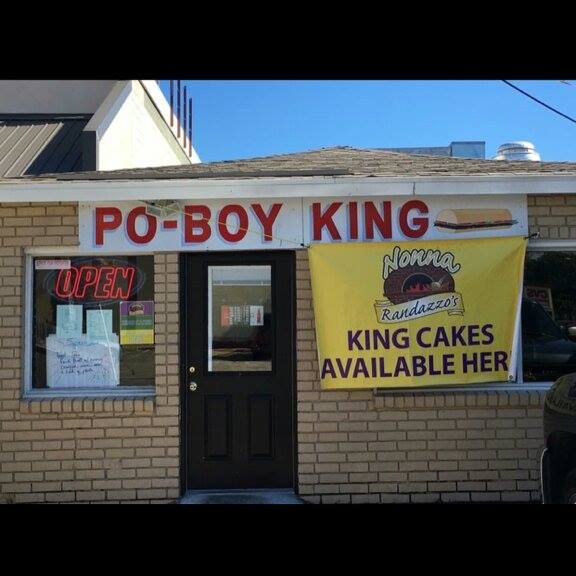 PO-BOY KING
OPEN
Nonna
Randazzo's
KING CAKES
AVAILABLE HER